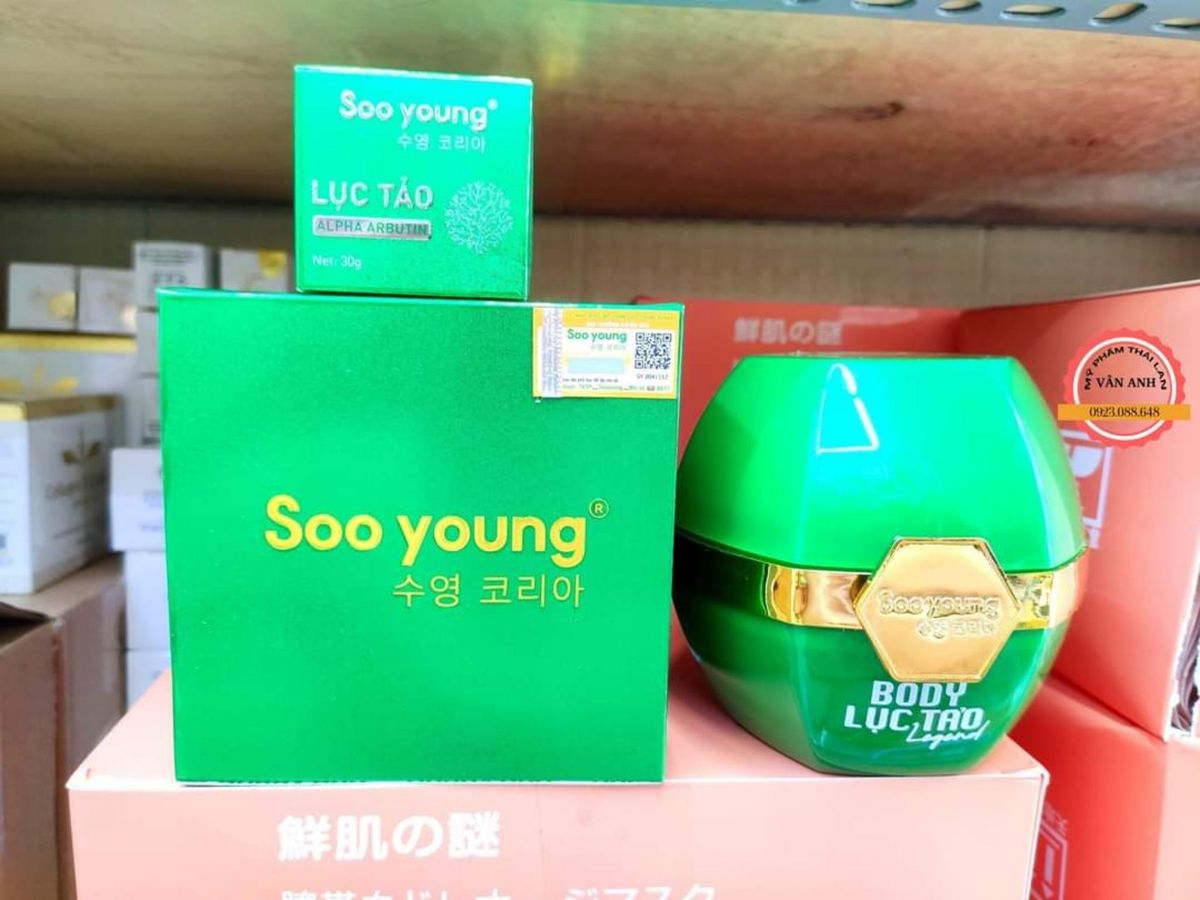 Soo young®
수영 코리아
LỤC TẢO
ALPHA ARBUTIN
Net: 30g
Soo young
수영 코리아
Soo young®
수영 코리아
Soo young
수영 코리아
BODY
LỤC TẢO
Legend
鮮肌の謎
MỸ PHẨM THÁI LAN
VÂN ANH
0923.088.648
鮮肌の謎